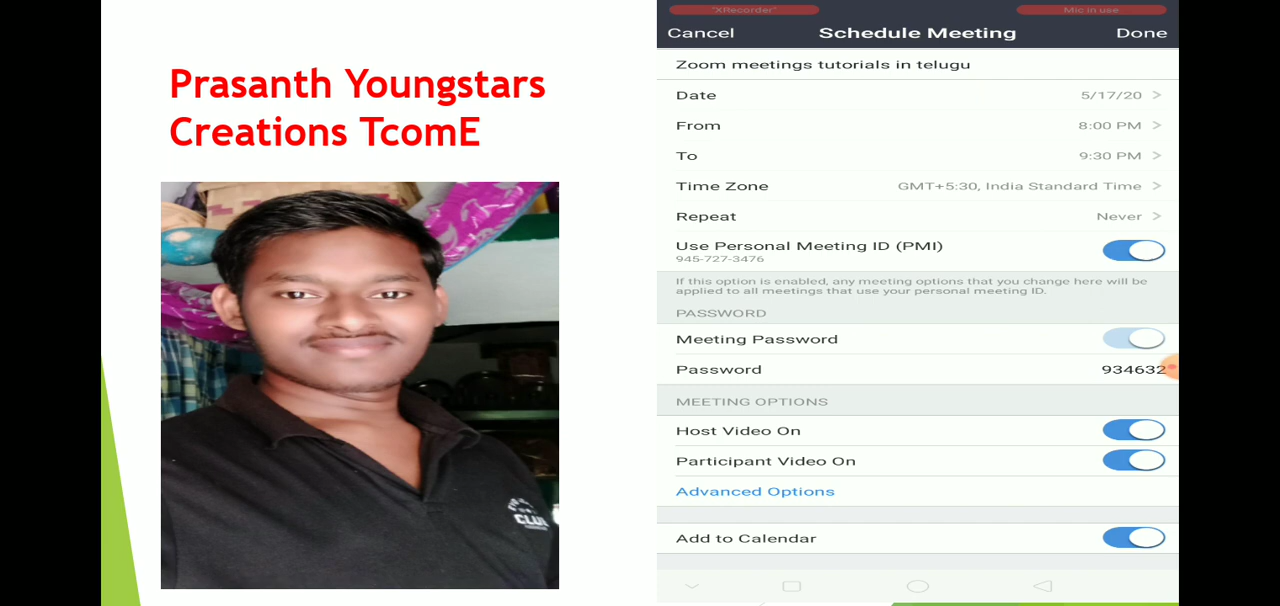 Prasanth Youngstars
Creations TcomE
CLUB
"XRecorder"
Mic in use
Cancel
Schedule Meeting
Done
Zoom meetings tutorials in telugu
Date
5/17/20
From
8:00 PM
To
9:30 PM
Time Zone
GMT+5:30, India Standard Time
Repeat
Never
Use Personal Meeting ID (PMI)
945-727-3476
If this option is enabled, any meeting options that you change here will be
applied to all meetings that use your personal meeting ID.
PASSWORD
Meeting Password
Password
934632
MEETING OPTIONS
Host Video On
Participant Video On
Advanced Options
Add to Calendar